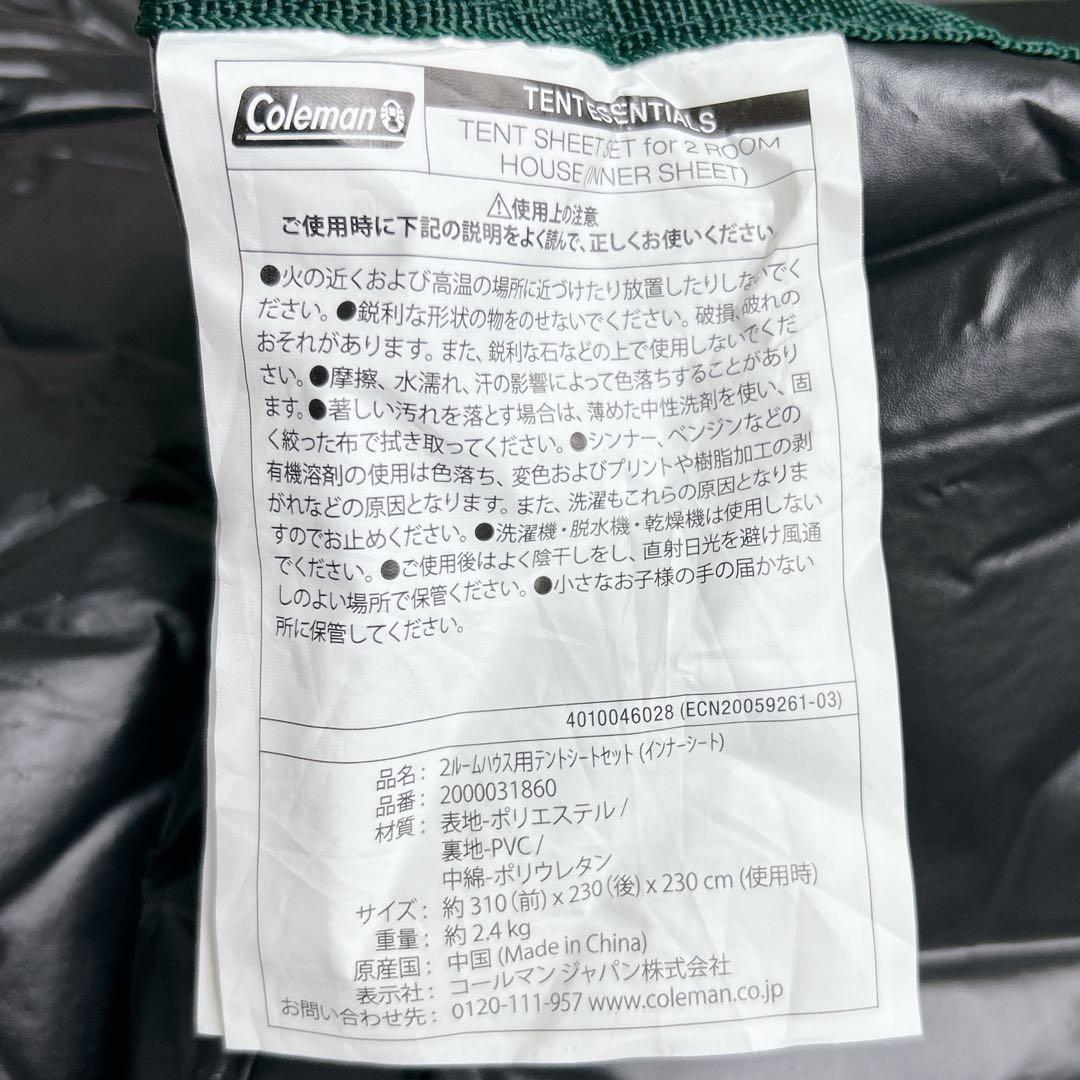 Coleman
TENT ESSENTIALS
TENT SHEET SET for 2 ROOM
HOUSE (INNER SHEET)
⚠使用上の注意
ご使用時に下記の説明をよく読んで、正しくお使いください。
●火の近くおよび高温の場所に近づけたり放置したりしないでく
ださい。●鋭利な形状の物をのせないでください。破損、破れの
おそれがあります。また、鋭利な石などの上で使用しないでくだ
さい。●摩擦、水濡れ、汗の影響によって色落ちすることがあり
ます。●著しい汚れを落とす場合は、薄めた中性洗剤を使い、固
く絞った布で拭き取ってください。●シンナー、ベンジンなどの
有機溶剤の使用は色落ち、変色およびプリントや樹脂加工の剥
がれなどの原因となります。また、洗濯もこれらの原因となりま
すのでお止めください。●洗濯機・脱水機・乾燥機は使用しない
でください。●ご使用後はよく陰干しをし、直射日光を避け風通
しのよい場所で保管ください。●小さなお子様の手の届かない
所に保管してください。
4010046028 (ECN20059261-03)
品名: 2ルームハウス用テントシートセット (インナーシート)
品番: 2000031860
材質: 表地-ポリエステル /
裏地-PVC /
中綿-ポリウレタン
サイズ: 約 310 (前) x 230 (後) x 230 cm (使用時)
重量: 約 2.4 kg
原産国: 中国 (Made in China)
表示社: コールマン ジャパン株式会社
お問い合わせ先: 0120-111-957 www.coleman.co.jp